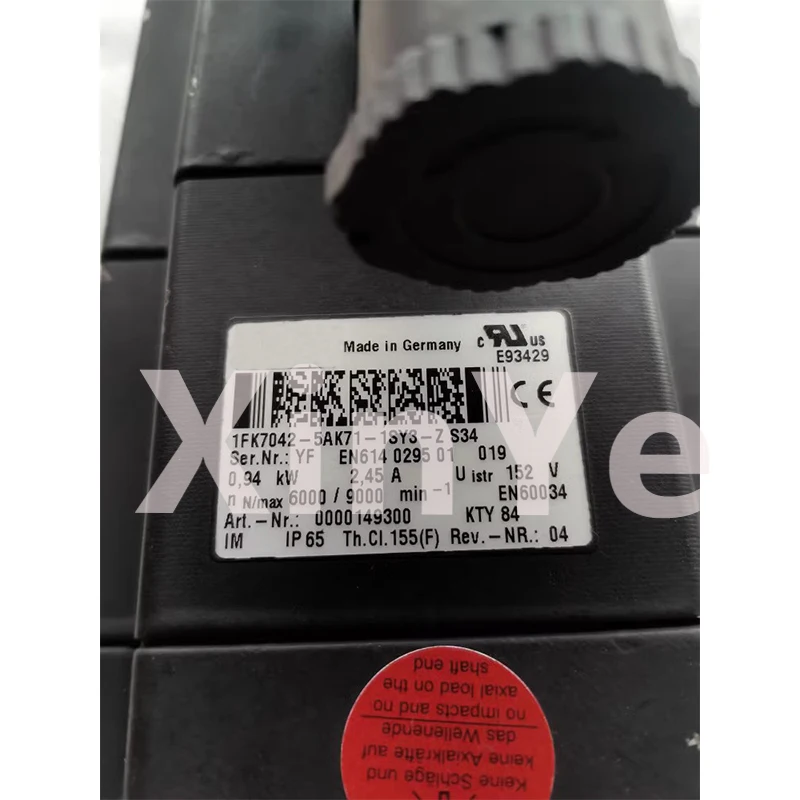 Made in Germany
c RU US
E93429
CE
1FK7042-5AK71-1SY3-Z S34
Ser.Nr.: YF EN614 0295 01 019
0,94 kW 2,45 A U istr 152 V
n N/max 6000 / 9000 min -1 EN60034
Art.-Nr.: 0000149300 KTY 84
IM IP 65 Th.Cl.155(F) Rev.-NR.: 04
XinYe
Keine Schläge und
keine Axialkräfte auf
das Wellenende
no impacts and no
axial load on the
shaft end